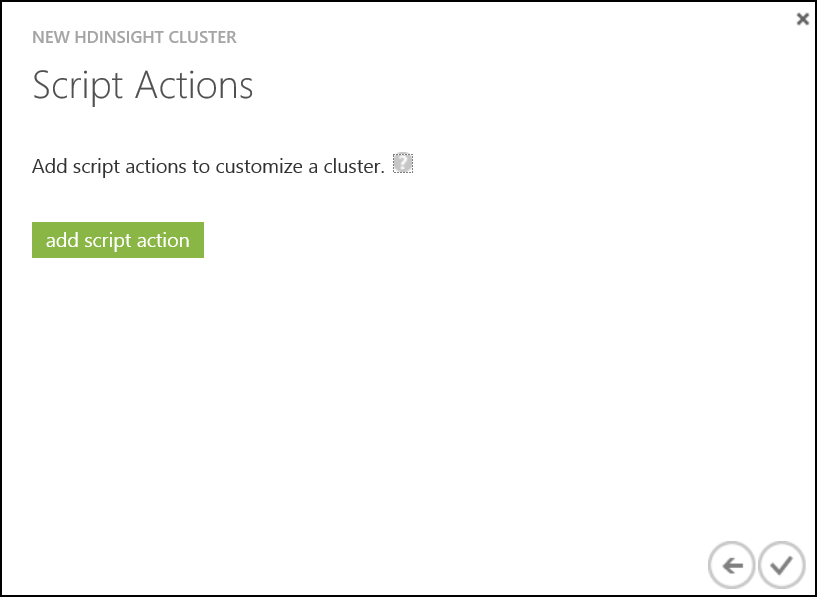 NEW HDINSIGHT CLUSTER
Script Actions
Add script actions to customize a cluster. ?
add script action